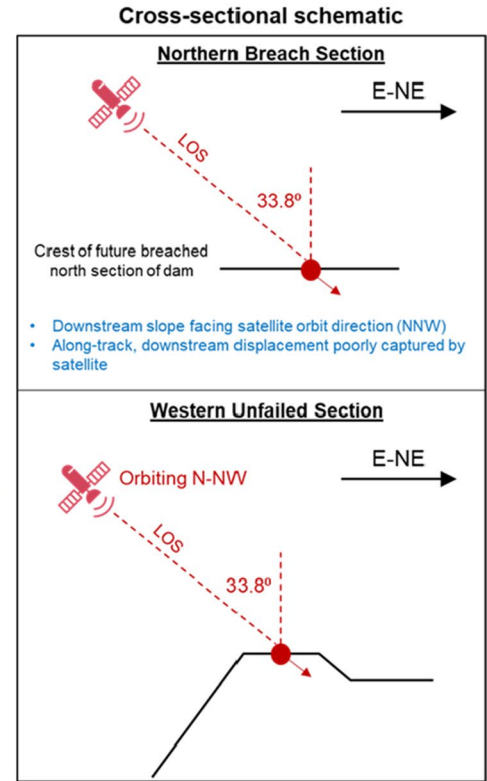 Cross-sectional schematic
Northern Breach Section
E-NE
LOS
33.8º
Crest of future breached
north section of dam
• Downstream slope facing satellite orbit direction (NNW)
• Along-track, downstream displacement poorly captured by
satellite
Western Unfailed Section
Orbiting N-NW
E-NE
LOS
33.8º